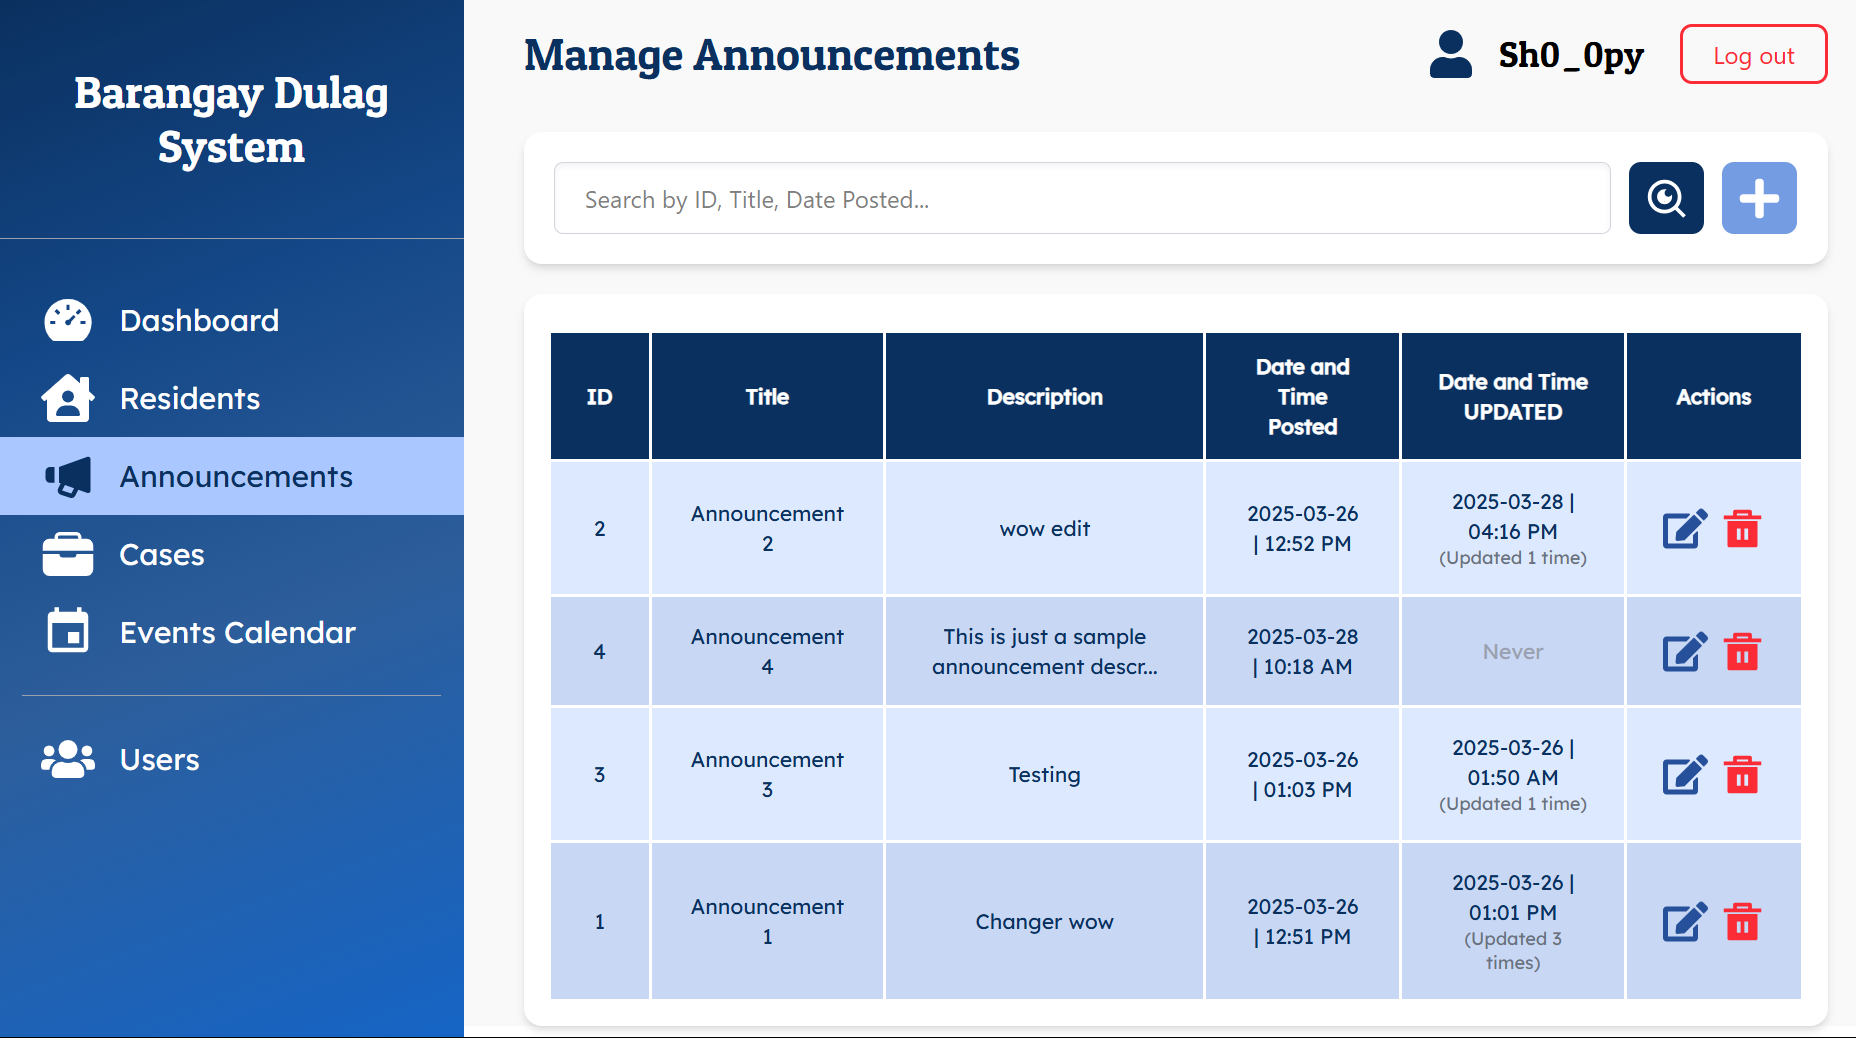 Barangay Dulag
System
Dashboard
Residents
Announcements
Cases
Events Calendar
Users
Manage Announcements
Sh0_0py
Log out
Search by ID, Title, Date Posted...
ID
Title
Description
Date and
Time
Posted
Date and Time
UPDATED
Actions
2
Announcement
2
wow edit
2025-03-26
| 12:52 PM
2025-03-28 |
04:16 PM
(Updated 1 time)
4
Announcement
4
This is just a sample
announcement descr...
2025-03-28
| 10:18 AM
Never
3
Announcement
3
Testing
2025-03-26
| 01:03 PM
2025-03-26 |
01:50 AM
(Updated 1 time)
1
Announcement
1
Changer wow
2025-03-26
| 12:51 PM
2025-03-26 |
01:01 PM
(Updated 3
times)